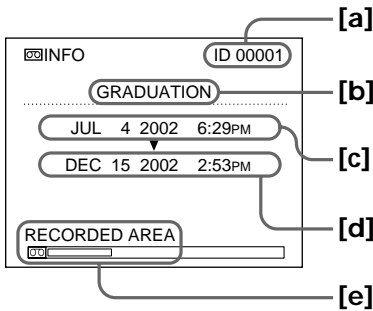 [a]
INFO ID 00001
[b]
GRADUATION
JUL 4 2002 6:29PM
[c]
DEC 15 2002 2:53PM
[d]
RECORDED AREA
[e]